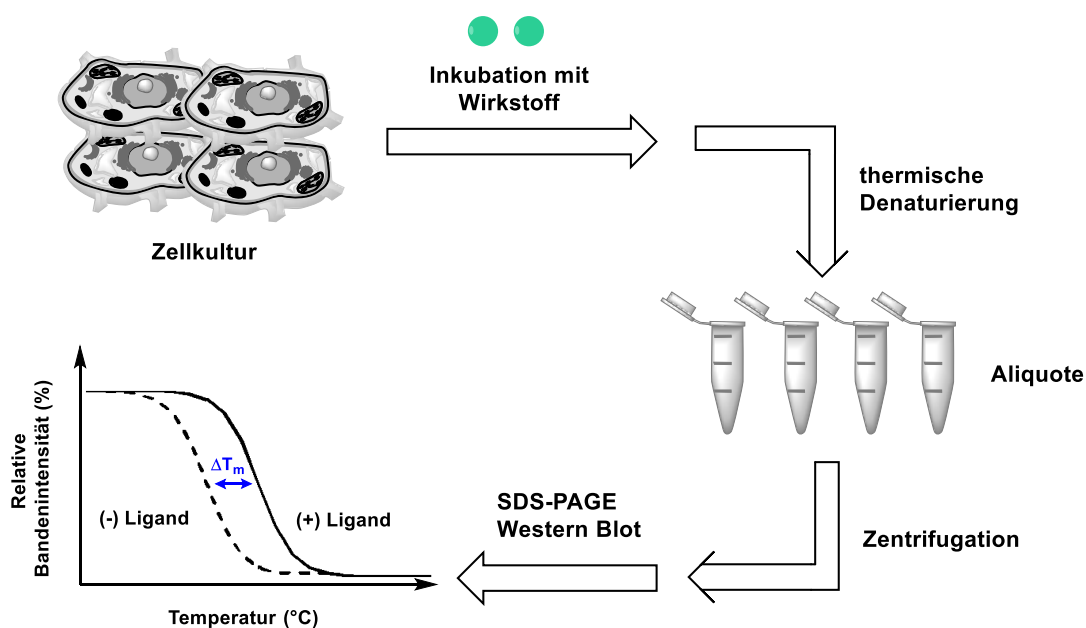 Inkubation mit
Wirkstoff
Zellkultur
thermische
Denaturierung
Aliquote
Zentrifugation
SDS-PAGE
Western Blot
Relative
Bandenintensität (%)
ΔTm
(-) Ligand
(+) Ligand
Temperatur (°C)